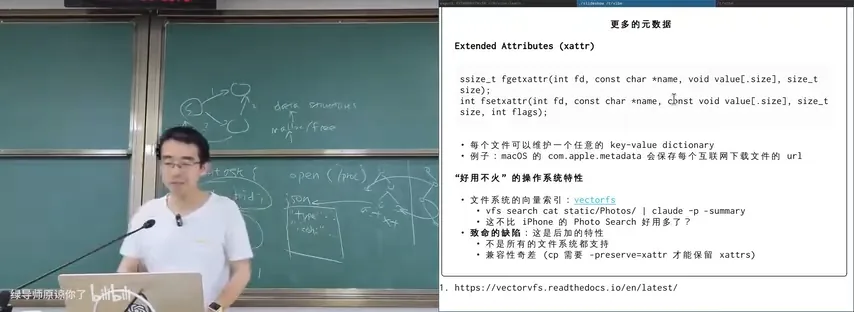 data structures
malloc/free
open (/proc)
json
"type"
绿导师原谅你了 bilibili
更多的元数据
Extended Attributes (xattr)
ssize_t fgetxattr(int fd, const char *name, void value[.size], size_t
size);
int fsetxattr(int fd, const char *name, const void value[.size], size_t
size, int flags);
• 每个文件可以维护一个任意的 key-value dictionary
• 例子：macOS 的 com.apple.metadata 会保存每个互联网下载文件的 url
“好用不火”的操作系统特性
• 文件系统的向量索引：vectorfs
• vfs search cat static/Photos/ | claude -p -summary
• 这不比 iPhone 的 Photo Search 好用多了？
• 致命的缺陷：这是后加的特性
• 不是所有的文件系统都支持
• 兼容性奇差 (cp 需要 -preserve=xattr 才能保留 xattrs)
1. https://vectorvfs.readthedocs.io/en/latest/